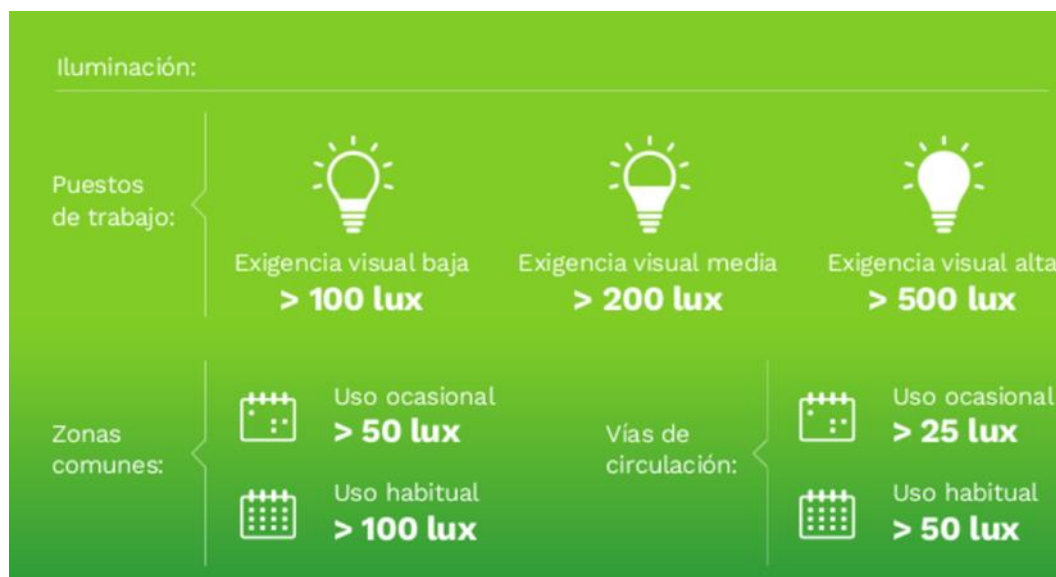 Iluminación:
Puestos
de trabajo:
Exigencia visual baja
> 100 lux
Exigencia visual media
> 200 lux
Exigencia visual alta
> 500 lux
Zonas
comunes:
Uso ocasional
> 50 lux
Uso habitual
> 100 lux
Vías de
circulación:
Uso ocasional
> 25 lux
Uso habitual
> 50 lux